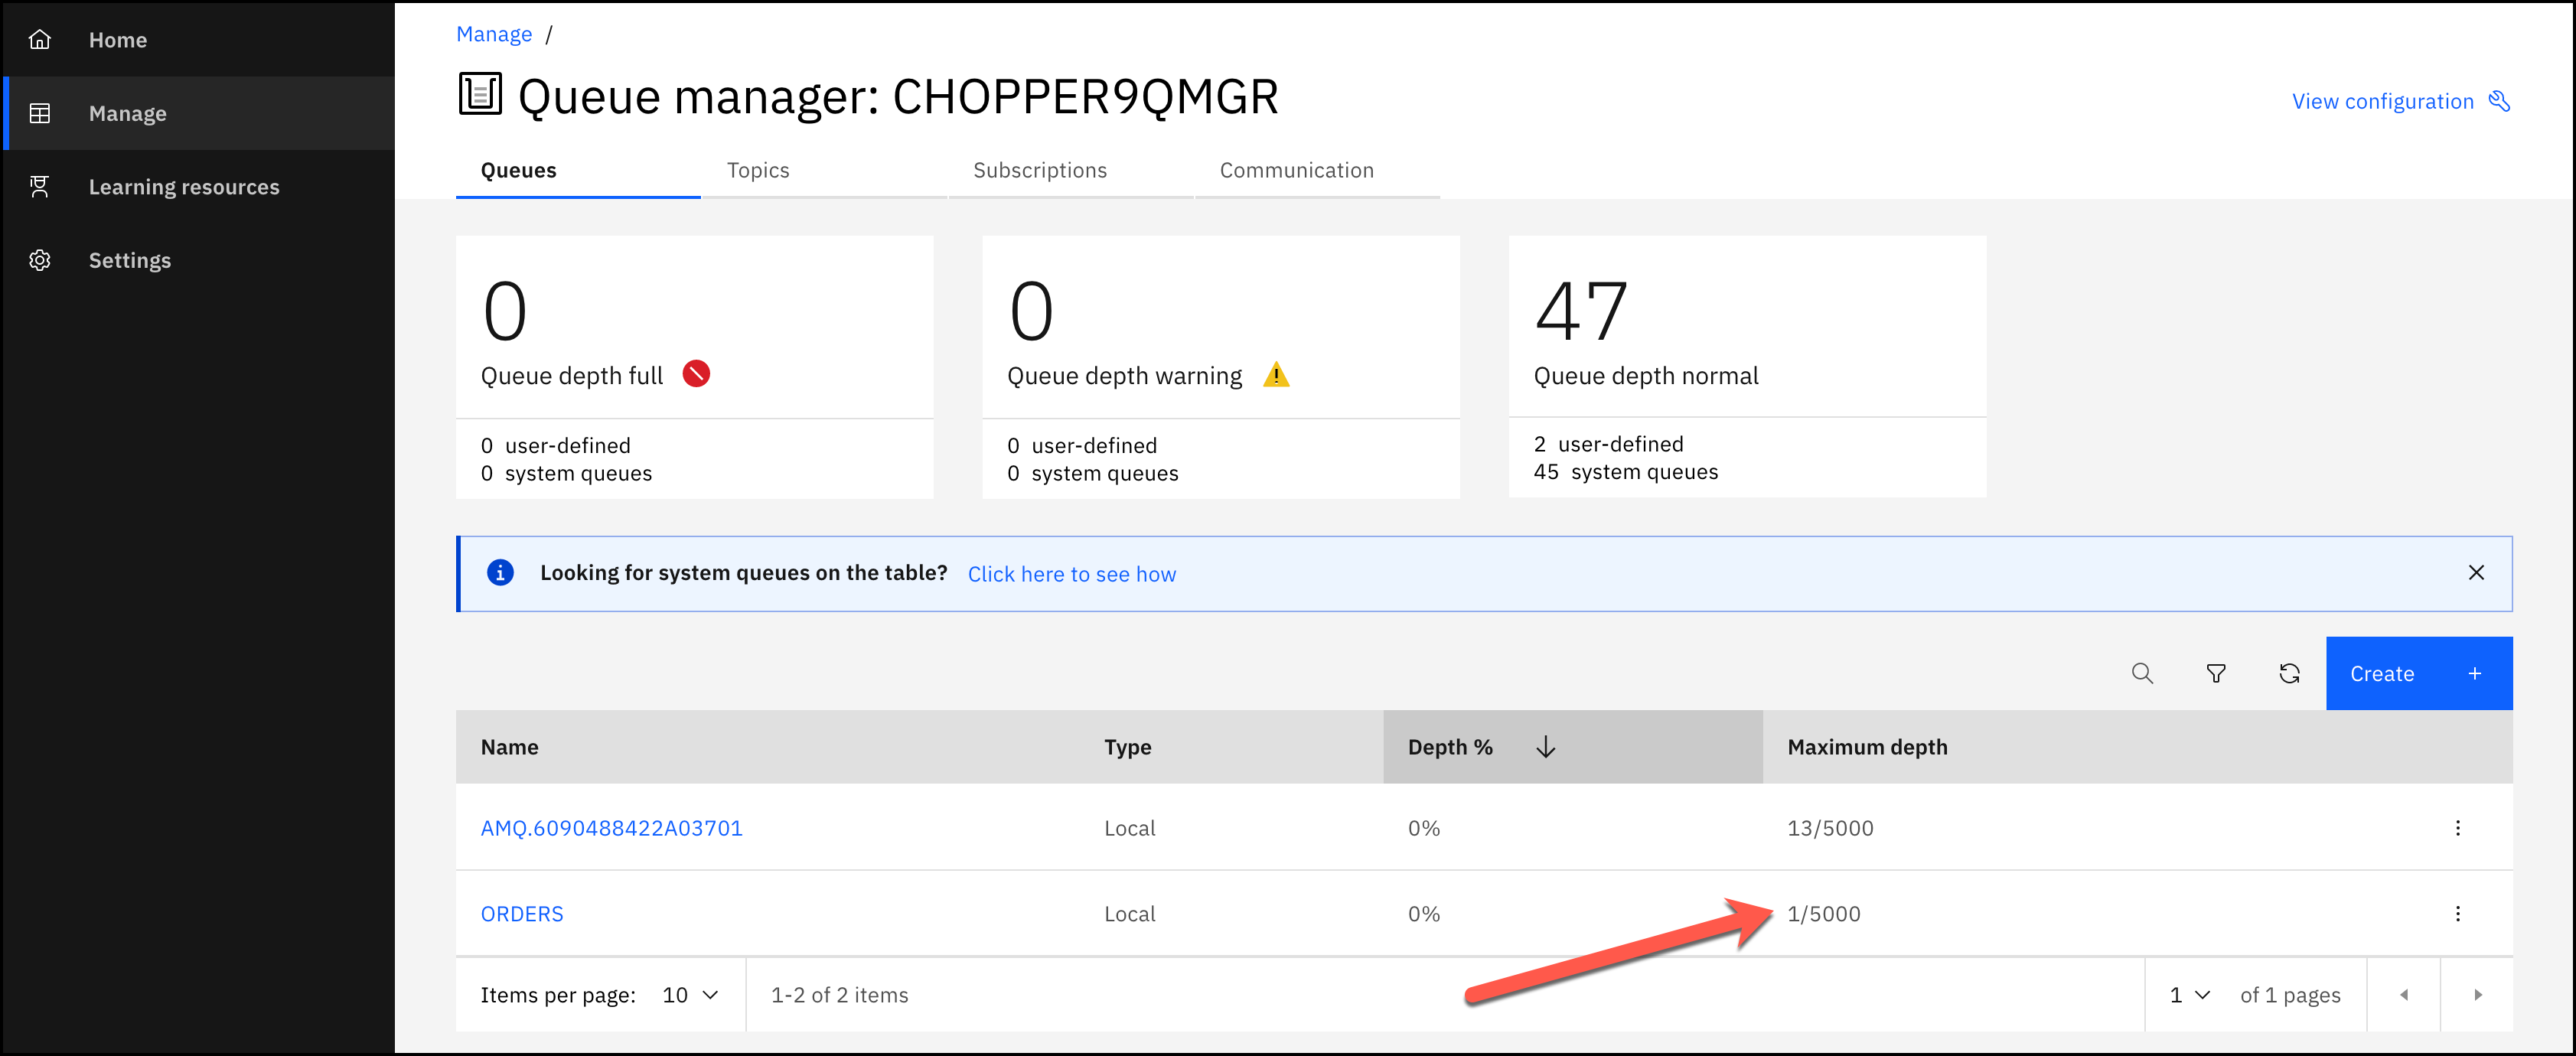 Home
Manage
Learning resources
Settings
Manage /
Queue manager: CHOPPER9QMGR
View configuration
Queues Topics Subscriptions Communication
0
Queue depth full
0 user-defined
0 system queues
0
Queue depth warning
0 user-defined
0 system queues
47
Queue depth normal
2 user-defined
45 system queues
Looking for system queues on the table? Click here to see how
Create +
Name Type Depth % Maximum depth
AMQ.6090488422A03701 Local 0% 13/5000
ORDERS Local 0% 1/5000
Items per page: 10 1-2 of 2 items 1 of 1 pages